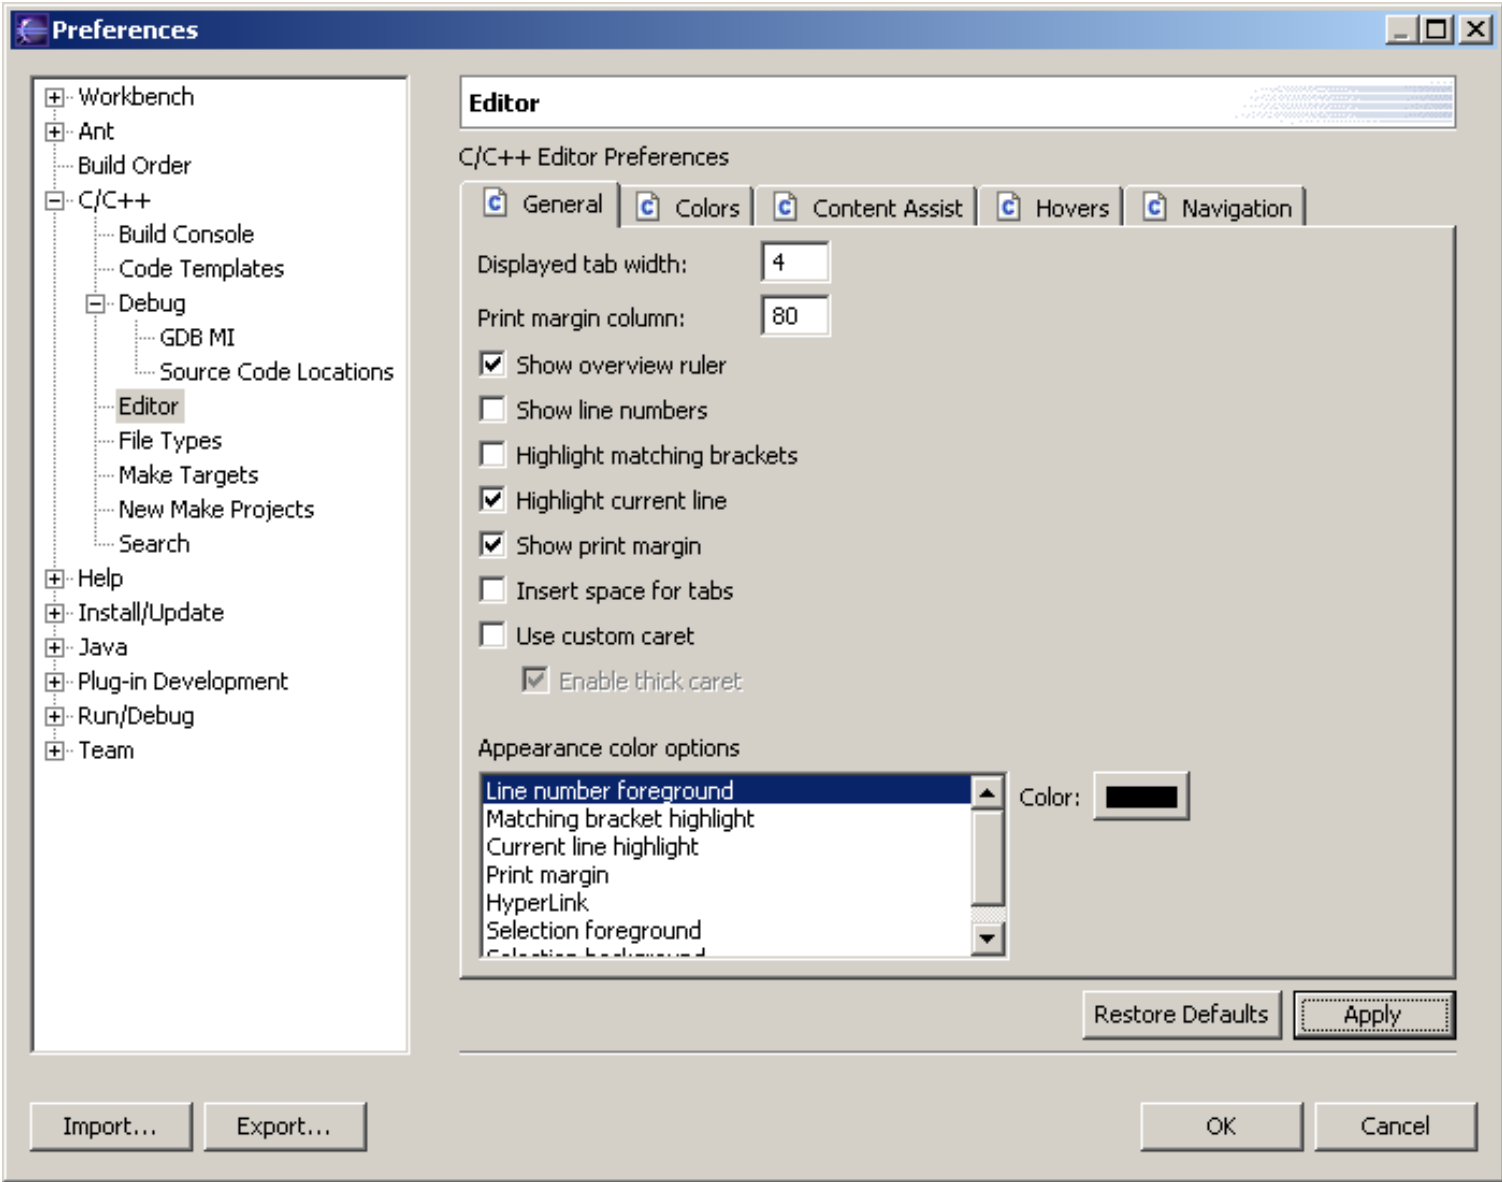 Preferences
Workbench
Ant
Build Order
C/C++
Build Console
Code Templates
Debug
GDB MI
Source Code Locations
Editor
File Types
Make Targets
New Make Projects
Search
Help
Install/Update
Java
Plug-in Development
Run/Debug
Team
Editor
C/C++ Editor Preferences
General Colors Content Assist Hovers Navigation
Displayed tab width: 4
Print margin column: 80
Show overview ruler
Show line numbers
Highlight matching brackets
Highlight current line
Show print margin
Insert space for tabs
Use custom caret
Enable thick caret
Appearance color options
Line number foreground
Matching bracket highlight
Current line highlight
Print margin
HyperLink
Selection foreground
Selection background
Color:
Restore Defaults Apply
Import... Export... OK Cancel